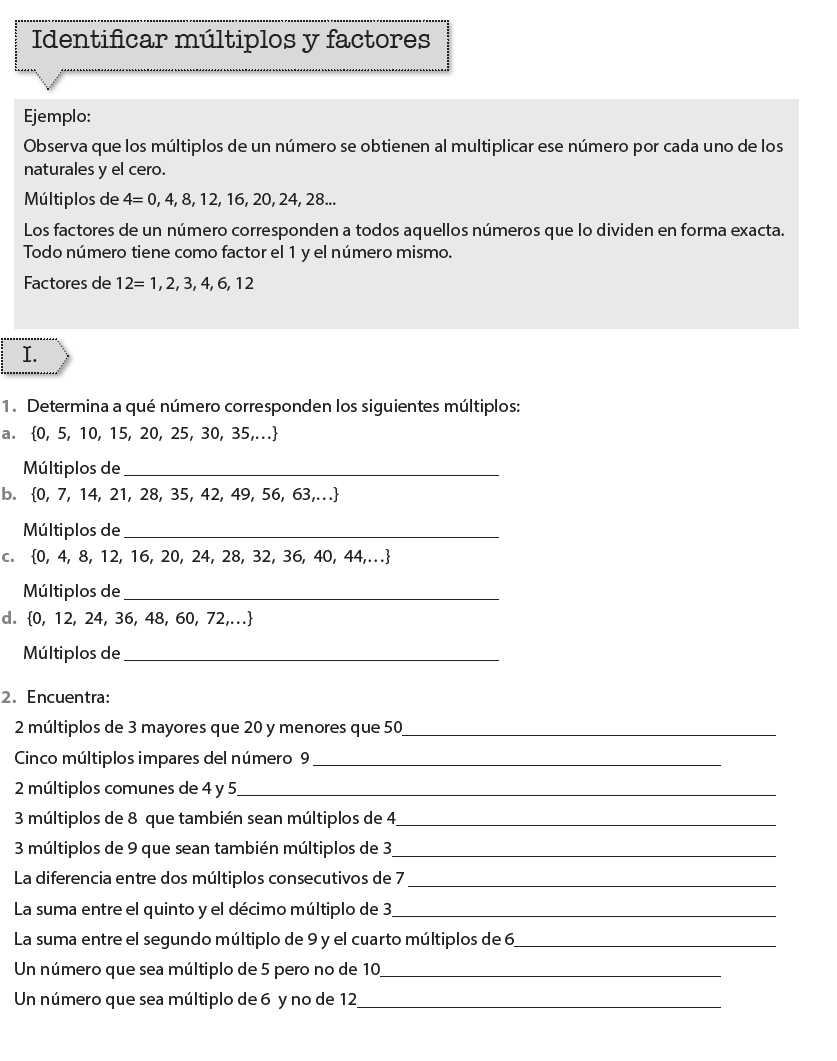 Identificar múltiplos y factores
Ejemplo:
Observa que los múltiplos de un número se obtienen al multiplicar ese número por cada uno de los
naturales y el cero.
Múltiplos de 4= 0, 4, 8, 12, 16, 20, 24, 28...
Los factores de un número corresponden a todos aquellos números que lo dividen en forma exacta.
Todo número tiene como factor el 1 y el número mismo.
Factores de 12= 1, 2, 3, 4, 6, 12
I.
1. Determina a qué número corresponden los siguientes múltiplos:
a. {0, 5, 10, 15, 20, 25, 30, 35,…}
Múltiplos de
b. {0, 7, 14, 21, 28, 35, 42, 49, 56, 63,…}
Múltiplos de
c. {0, 4, 8, 12, 16, 20, 24, 28, 32, 36, 40, 44,…}
Múltiplos de
d. {0, 12, 24, 36, 48, 60, 72,…}
Múltiplos de
2. Encuentra:
2 múltiplos de 3 mayores que 20 y menores que 50
Cinco múltiplos impares del número 9
2 múltiplos comunes de 4 y 5
3 múltiplos de 8 que también sean múltiplos de 4
3 múltiplos de 9 que sean también múltiplos de 3
La diferencia entre dos múltiplos consecutivos de 7
La suma entre el quinto y el décimo múltiplo de 3
La suma entre el segundo múltiplo de 9 y el cuarto múltiplos de 6
Un número que sea múltiplo de 5 pero no de 10
Un número que sea múltiplo de 6 y no de 12